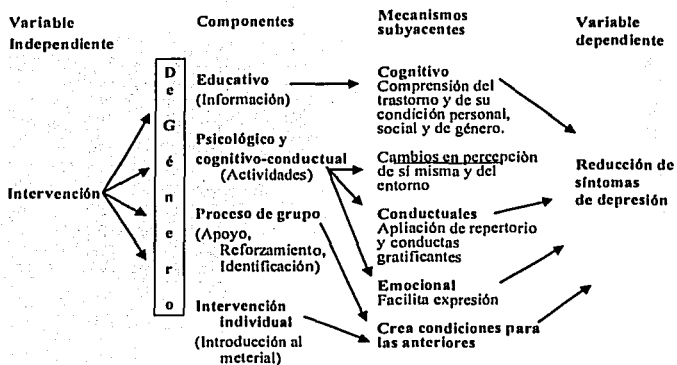 Variable
Independiente
Componentes
Mecanismos
subyacentes
Variable
dependiente
De Género
Educativo
(Información)
Psicológico y
cognitivo-conductual
(Actividades)
Intervención
Proceso de grupo
(Apoyo,
Reforzamiento,
Identificación)
Intervención
individual
(Introducción al
meterial)
Cognitivo
Comprensión del
trastorno y de su
condición personal,
social y de género.
Cambios en percepción
de sí misma y del
entorno
Conductuales
Apliación de repertorio
y conductas
gratificantes
Emocional
Facilita expresión
Crea condiciones para
las anteriores
Reducción de
síntomas
de depresión